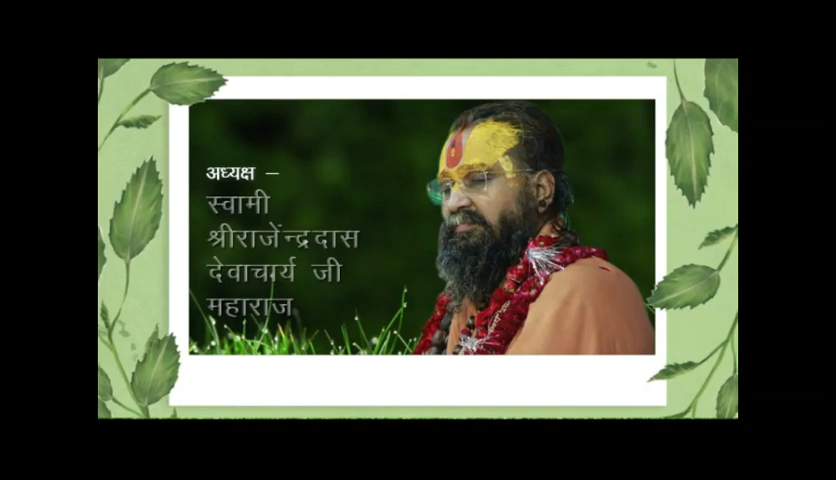 अध्यक्ष –
स्वामी
श्रीराजेंन्द्रदास
देवाचार्य जी
महाराज